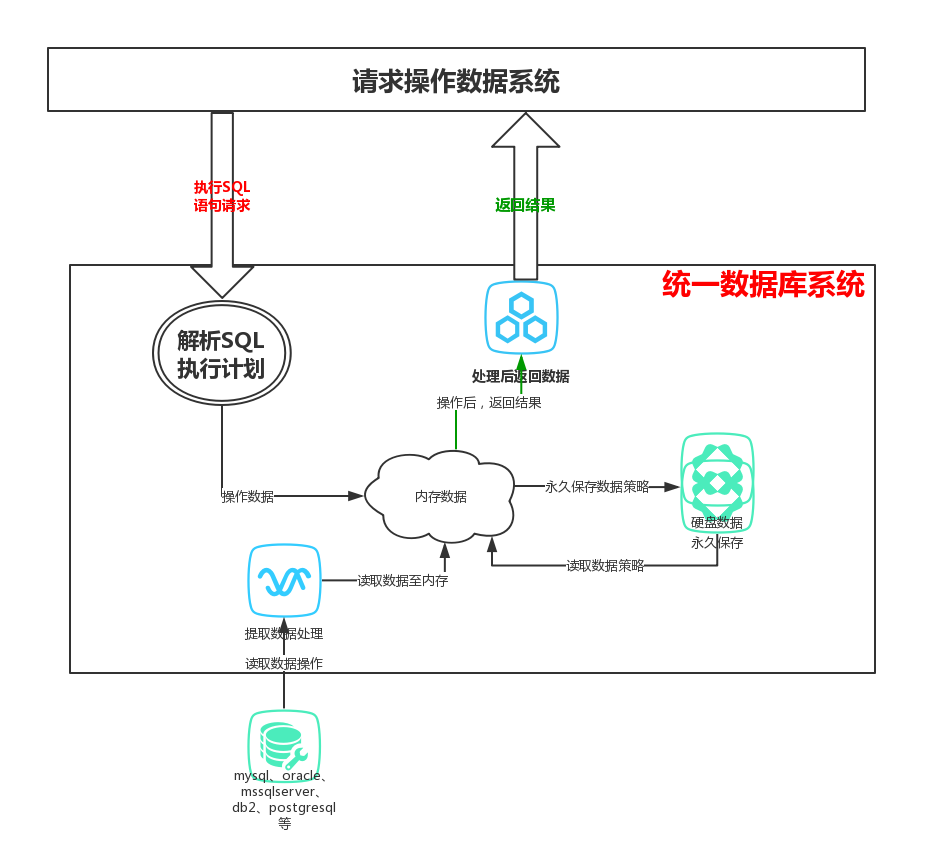 请求操作数据系统
执行SQL
语句请求
返回结果
统一数据库系统
解析SQL
执行计划
处理后返回数据
操作后，返回结果
操作数据
内存数据
永久保存数据策略
硬盘数据
永久保存
读取数据策略
读取数据至内存
提取数据处理
读取数据操作
mysql、oracle、
mssqlserver、
db2、postgresql
等